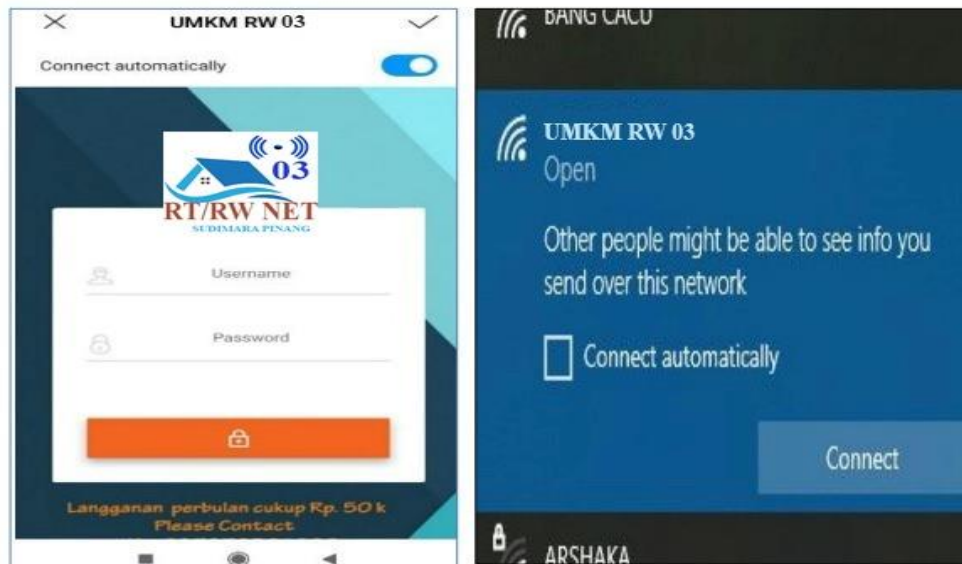 UMKM RW 03
Connect automatically
03
RT/RW NET
SUDIMARA PINANG
Username
Password
Langganan perbulan cukup Rp. 50 k
Please Contact
BANG CACU
UMKM RW 03
Open
Other people might be able to see info you
send over this network
Connect automatically
Connect
ARSHAKA